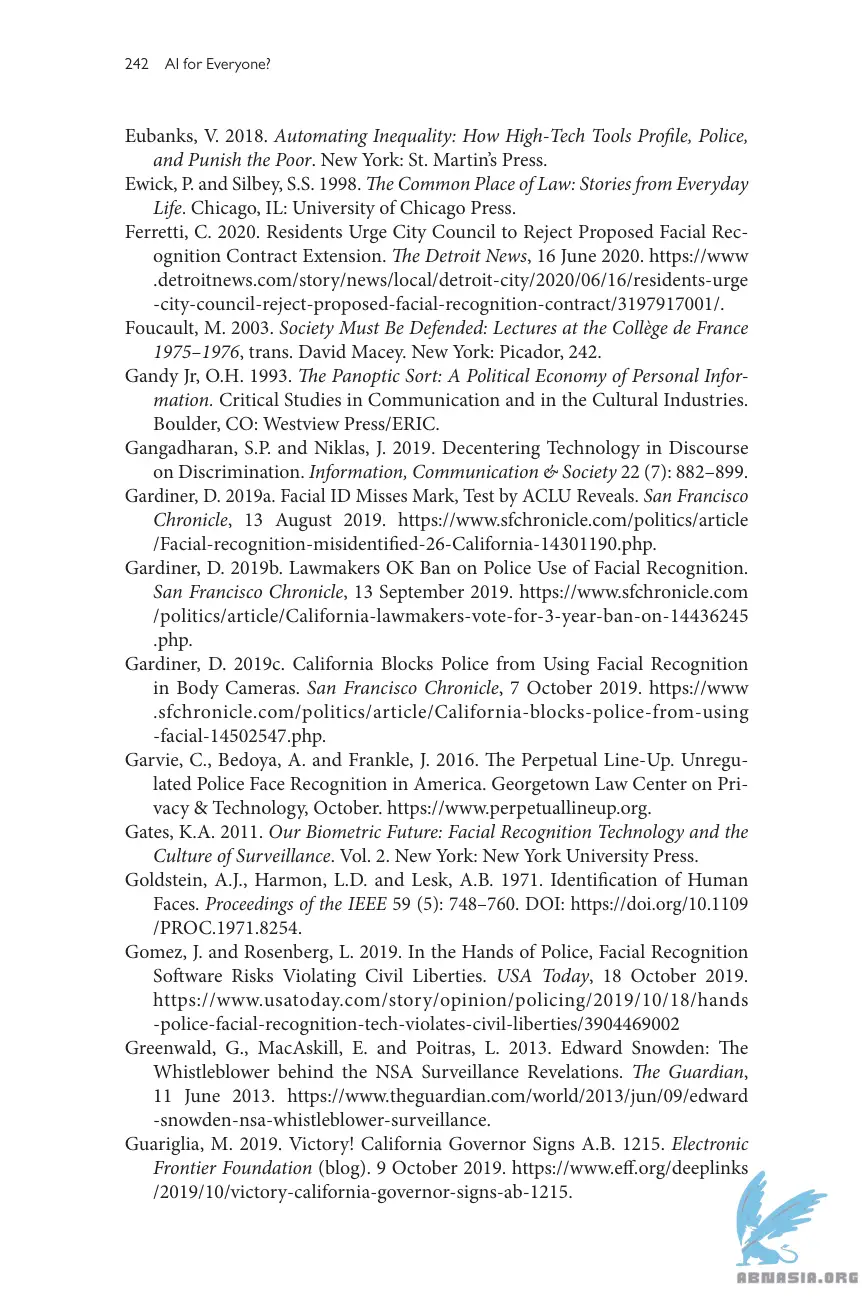 242 AI for Everyone?
Eubanks, V. 2018. Automating Inequality: How High-Tech Tools Profile, Police,
and Punish the Poor. New York: St. Martin’s Press.
Ewick, P. and Silbey, S.S. 1998. The Common Place of Law: Stories from Everyday
Life. Chicago, IL: University of Chicago Press.
Ferretti, C. 2020. Residents Urge City Council to Reject Proposed Facial Rec-
ognition Contract Extension. The Detroit News, 16 June 2020. https://www
.detroitnews.com/story/news/local/detroit-city/2020/06/16/residents-urge
-city-council-reject-proposed-facial-recognition-contract/3197917001/.
Foucault, M. 2003. Society Must Be Defended: Lectures at the Collège de France
1975–1976, trans. David Macey. New York: Picador, 242.
Gandy Jr, O.H. 1993. The Panoptic Sort: A Political Economy of Personal Infor-
mation. Critical Studies in Communication and in the Cultural Industries.
Boulder, CO: Westview Press/ERIC.
Gangadharan, S.P. and Niklas, J. 2019. Decentering Technology in Discourse
on Discrimination. Information, Communication & Society 22 (7): 882–899.
Gardiner, D. 2019a. Facial ID Misses Mark, Test by ACLU Reveals. San Francisco
Chronicle, 13 August 2019. https://www.sfchronicle.com/politics/article
/Facial-recognition-misidentified-26-California-14301190.php.
Gardiner, D. 2019b. Lawmakers OK Ban on Police Use of Facial Recognition.
San Francisco Chronicle, 13 September 2019. https://www.sfchronicle.com
/politics/article/California-lawmakers-vote-for-3-year-ban-on-14436245
.php.
Gardiner, D. 2019c. California Blocks Police from Using Facial Recognition
in Body Cameras. San Francisco Chronicle, 7 October 2019. https://www
.sfchronicle.com/politics/article/California-blocks-police-from-using
-facial-14502547.php.
Garvie, C., Bedoya, A. and Frankle, J. 2016. The Perpetual Line-Up. Unregu-
lated Police Face Recognition in America. Georgetown Law Center on Pri-
vacy & Technology, October. https://www.perpetuallineup.org.
Gates, K.A. 2011. Our Biometric Future: Facial Recognition Technology and the
Culture of Surveillance. Vol. 2. New York: New York University Press.
Goldstein, A.J., Harmon, L.D. and Lesk, A.B. 1971. Identification of Human
Faces. Proceedings of the IEEE 59 (5): 748–760. DOI: https://doi.org/10.1109
/PROC.1971.8254.
Gomez, J. and Rosenberg, L. 2019. In the Hands of Police, Facial Recognition
Software Risks Violating Civil Liberties. USA Today, 18 October 2019.
https://www.usatoday.com/story/opinion/policing/2019/10/18/hands
-police-facial-recognition-tech-violates-civil-liberties/3904469002
Greenwald, G., MacAskill, E. and Poitras, L. 2013. Edward Snowden: The
Whistleblower behind the NSA Surveillance Revelations. The Guardian,
11 June 2013. https://www.theguardian.com/world/2013/jun/09/edward
-snowden-nsa-whistleblower-surveillance.
Guariglia, M. 2019. Victory! California Governor Signs A.B. 1215. Electronic
Frontier Foundation (blog). 9 October 2019. https://www.eff.org/deeplinks
/2019/10/victory-california-governor-signs-ab-1215.
ABNASIA.ORG